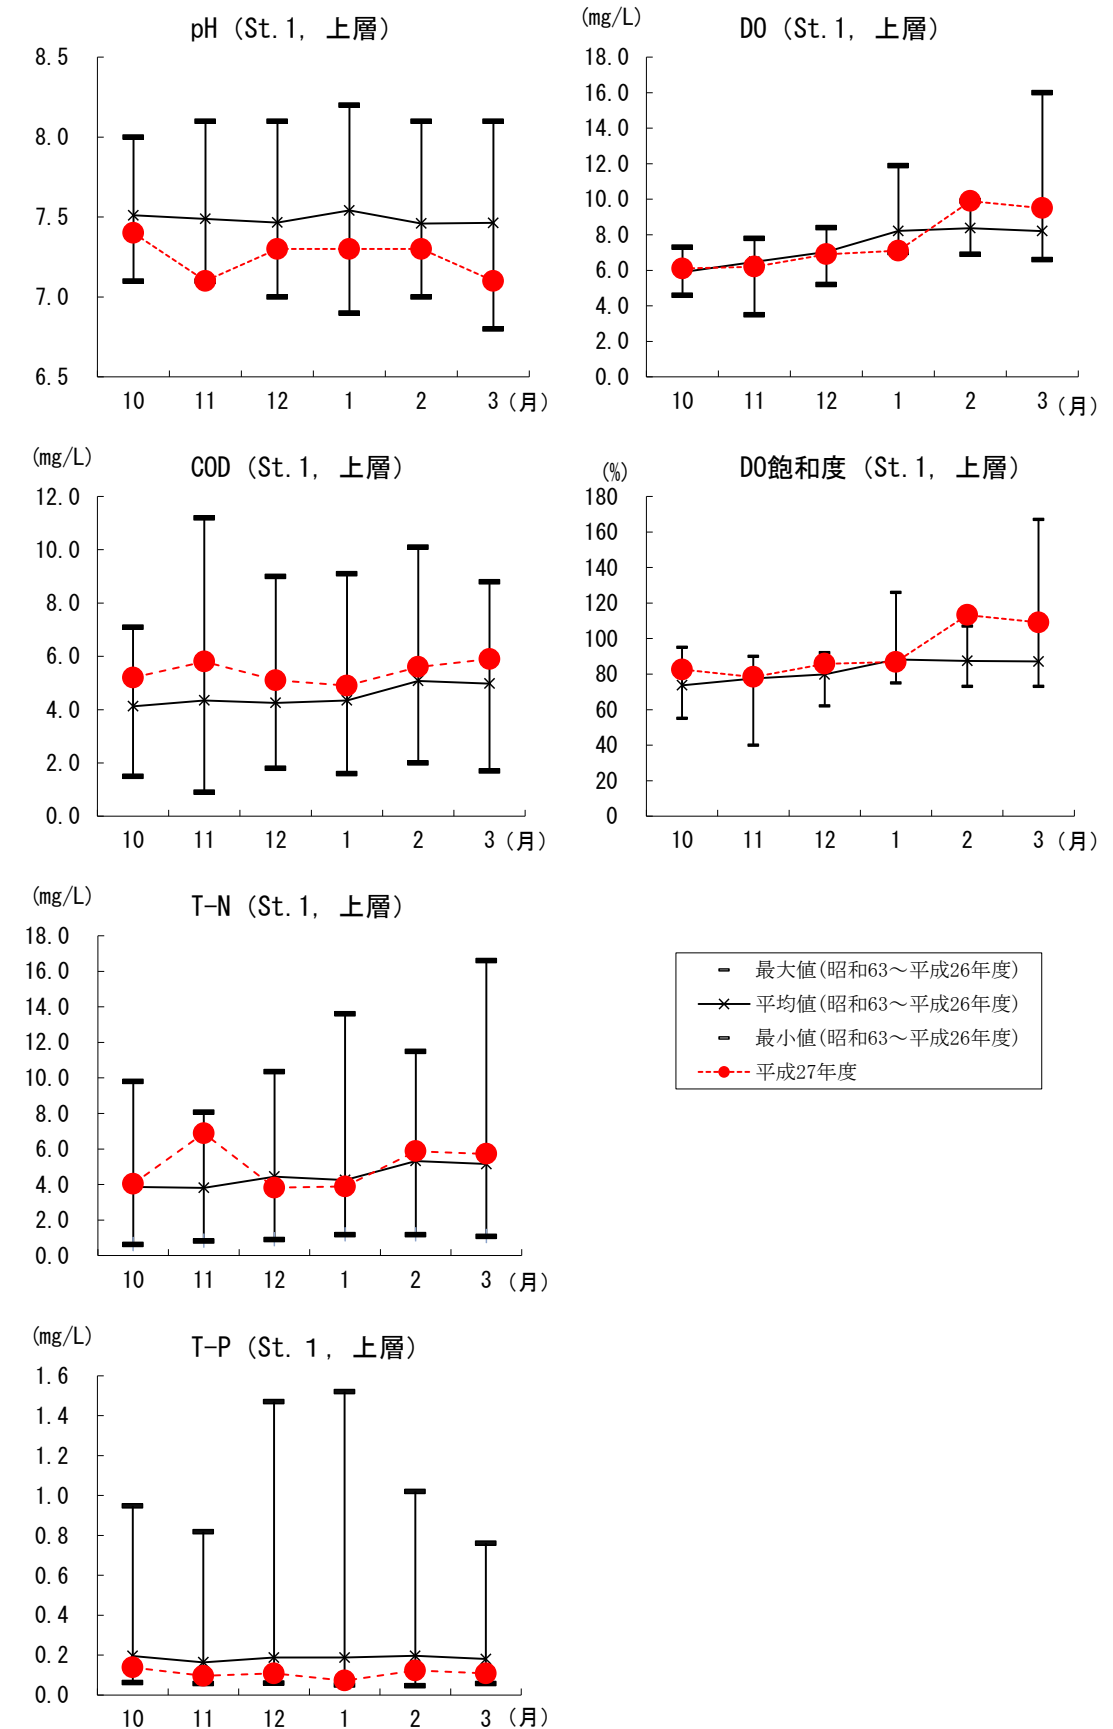 pH（St.1, 上層）
8.5
8.0
7.5
7.0
6.5
10 11 12 1 2 3（月）
(mg/L)
DO（St.1, 上層）
18.0
16.0
14.0
12.0
10.0
8.0
6.0
4.0
2.0
0.0
10 11 12 1 2 3（月）
(mg/L)
COD（St.1, 上層）
12.0
10.0
8.0
6.0
4.0
2.0
0.0
10 11 12 1 2 3（月）
(%)
DO飽和度（St.1, 上層）
180
160
140
120
100
80
60
40
20
0
10 11 12 1 2 3（月）
(mg/L)
T-N（St.1, 上層）
18.0
16.0
14.0
12.0
10.0
8.0
6.0
4.0
2.0
0.0
10 11 12 1 2 3（月）
最大値(昭和63～平成26年度)
平均値(昭和63～平成26年度)
最小値(昭和63～平成26年度)
平成27年度
(mg/L)
T-P（St.１, 上層）
1.6
1.4
1.2
1.0
0.8
0.6
0.4
0.2
0.0
10 11 12 1 2 3（月）